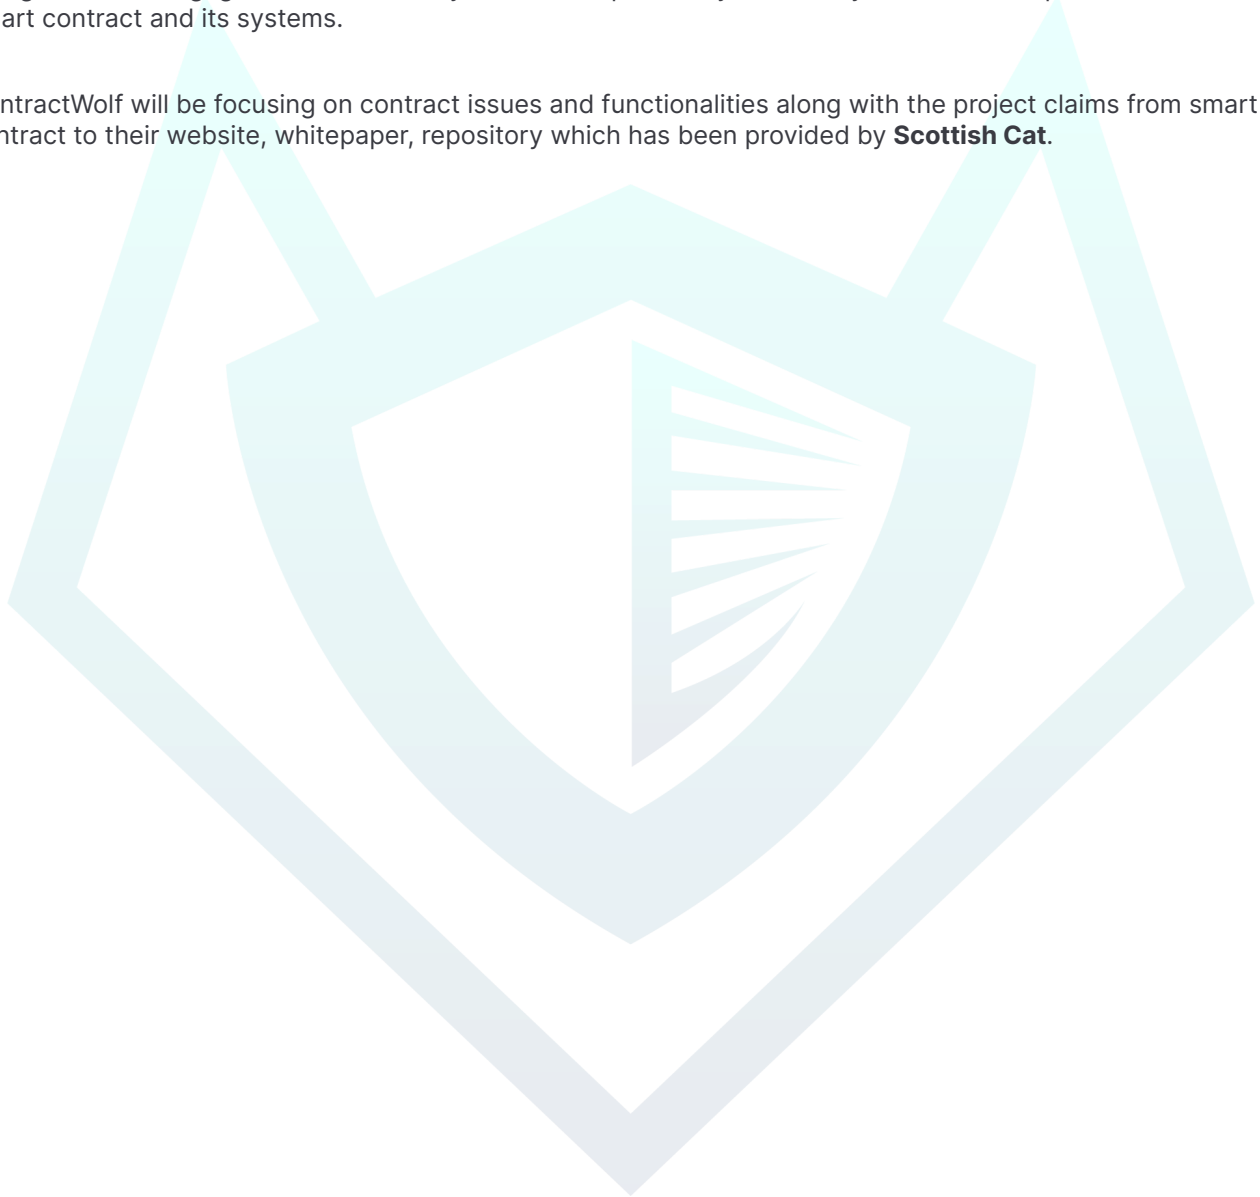 art contract and its systems.
ntractWolf will be focusing on contract issues and functionalities along with the project claims from smart
ntract to their website, whitepaper, repository which has been provided by Scottish Cat.